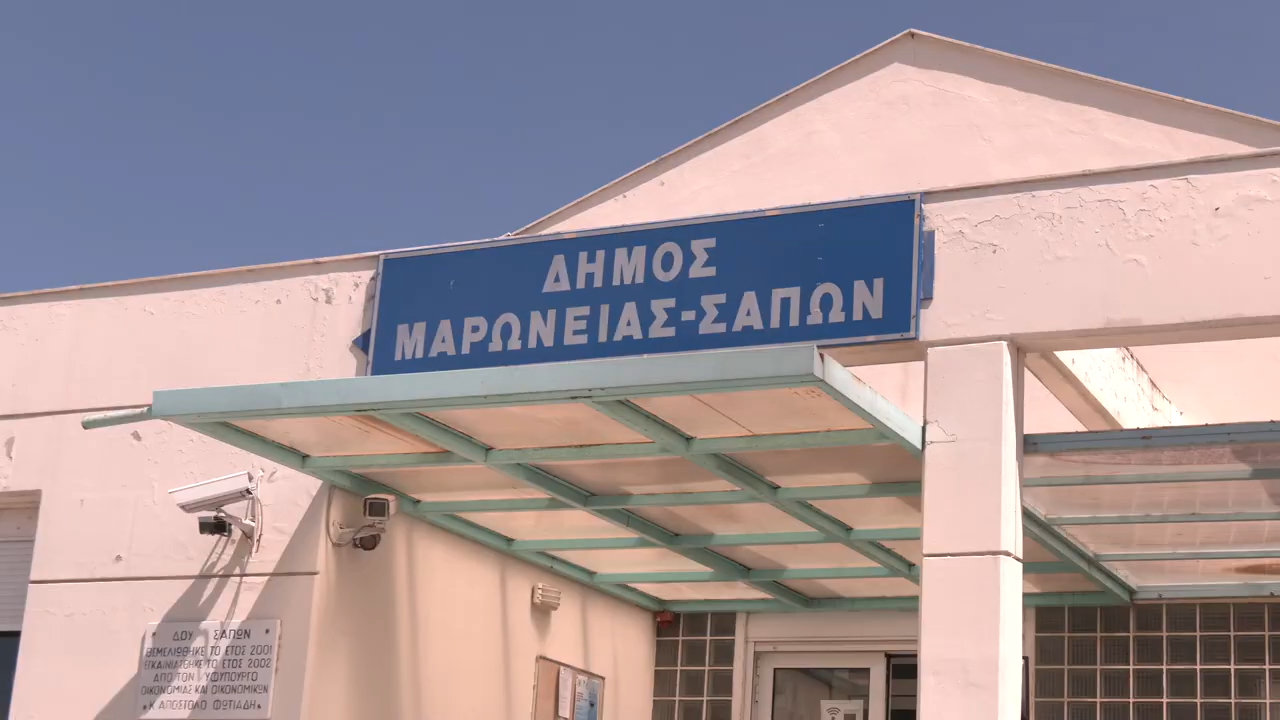 ΔΗΜΟΣ
ΜΑΡΩΝΕΙΑΣ-ΣΑΠΩΝ
ΔΟΥ ΣΑΠΩΝ
ΘΕΜΕΛΙΩΘΗΚΕ ΤΟ ΕΤΟΣ 2001
ΕΓΚΑΙΝΙΑΣΘΗΚΕ ΤΟ ΕΤΟΣ 2002
ΑΠΟ ΤΟΝ ΥΦΥΠΟΥΡΓΟ
ΟΙΚΟΝΟΜΙΑΣ ΚΑΙ ΟΙΚΟΝΟΜΙΚΩΝ
Κ ΑΠΟΣΤΟΛΟ ΦΩΤΙΑΔΗ